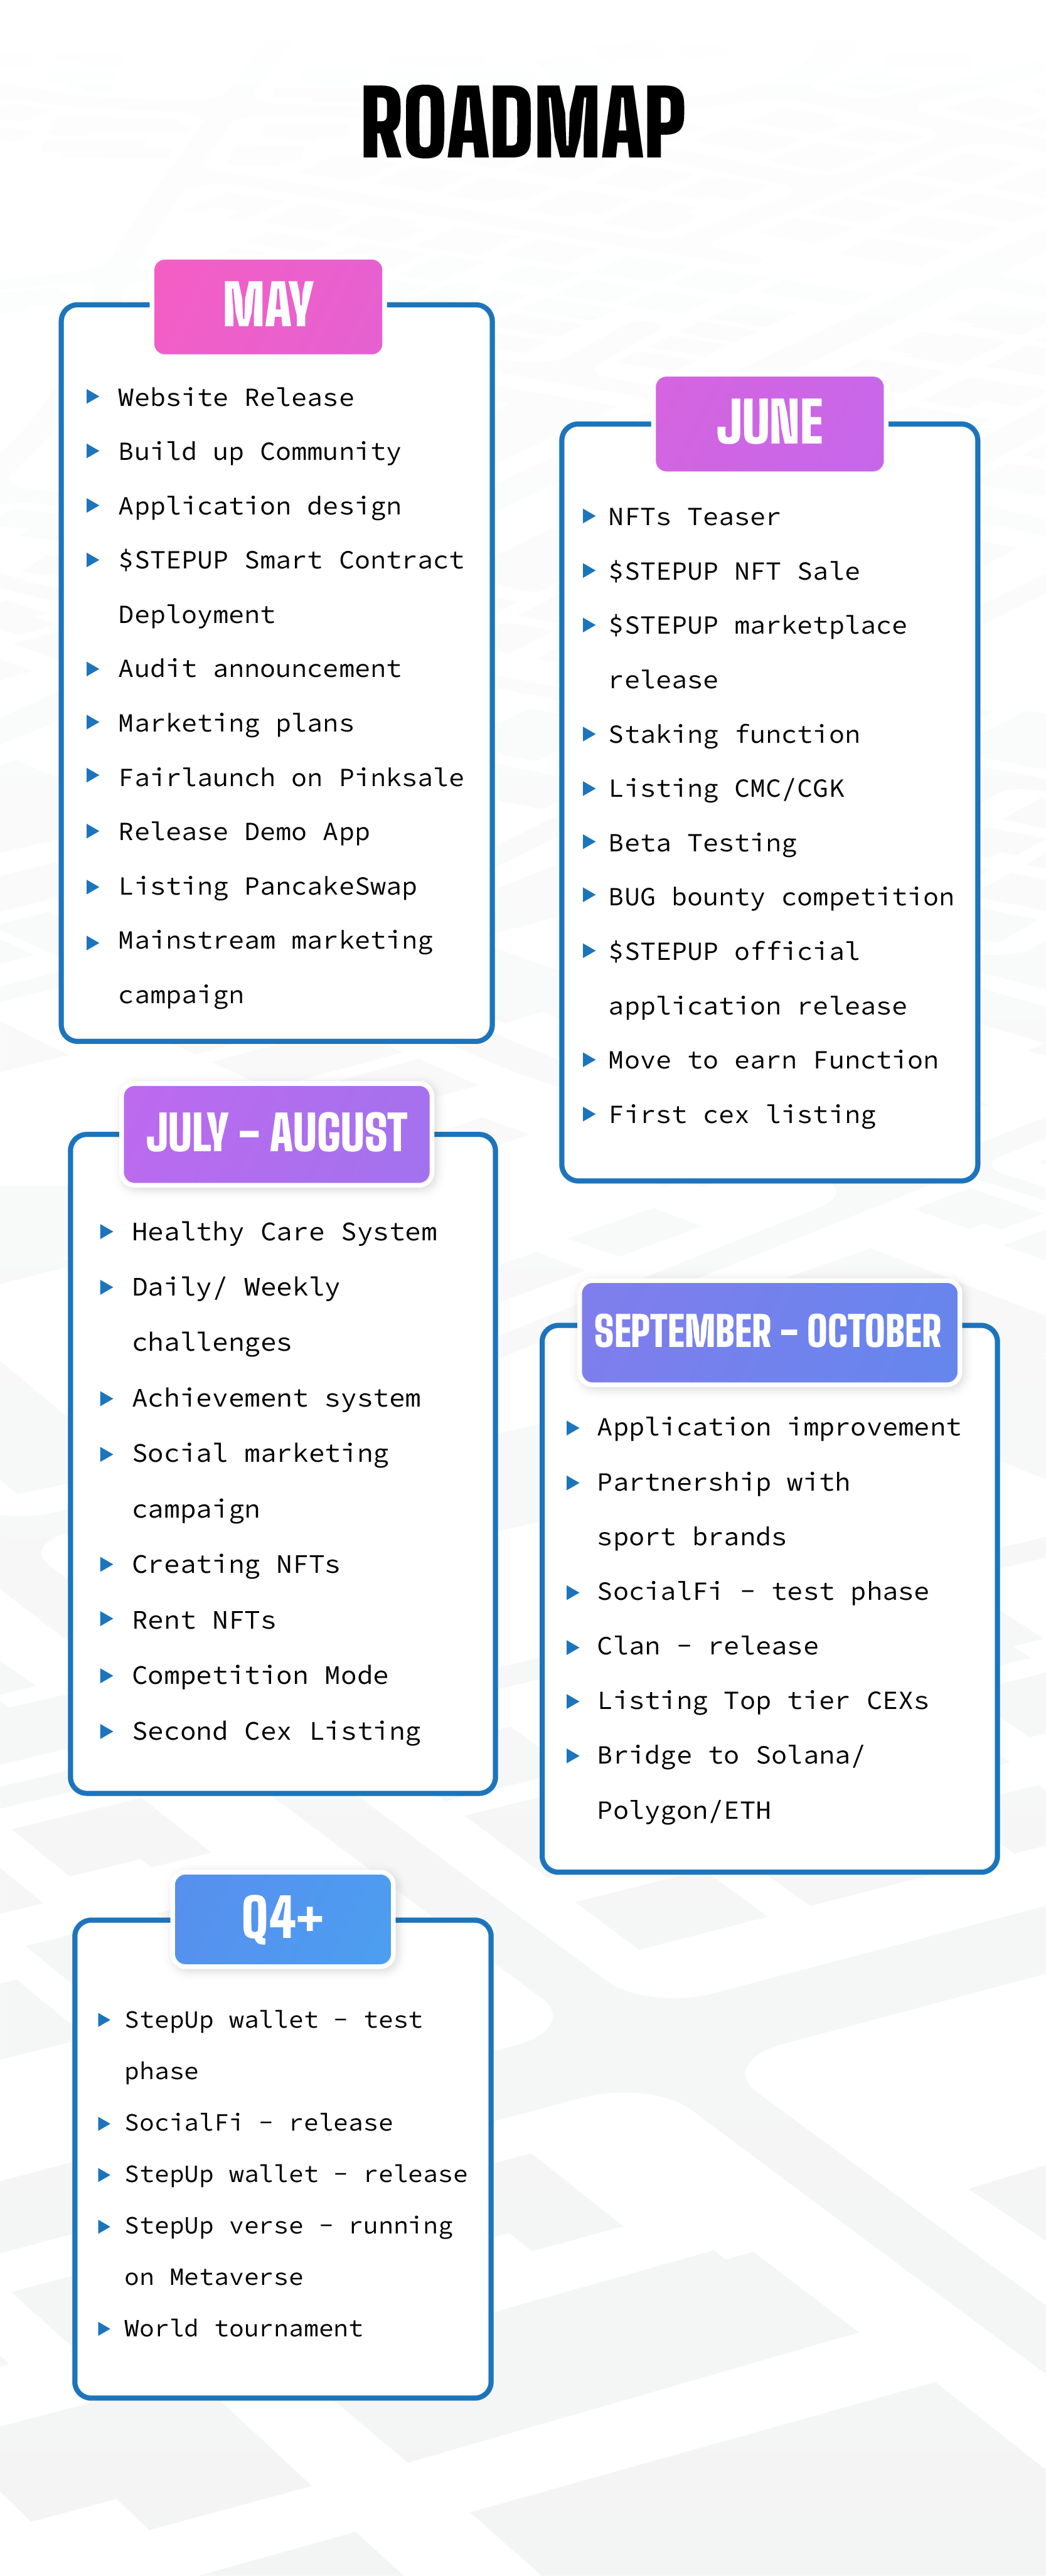 ROADMAP
MAY
Website Release
Build up Community
Application design
$STEPUP Smart Contract
Deployment
Audit announcement
Marketing plans
Fairlaunch on Pinksale
Release Demo App
Listing PancakeSwap
Mainstream marketing
campaign
JUNE
NFTs Teaser
$STEPUP NFT Sale
$STEPUP marketplace
release
Staking function
Listing CMC/CGK
Beta Testing
BUG bounty competition
$STEPUP official
application release
Move to earn Function
First cex listing
JULY - AUGUST
Healthy Care System
Daily/ Weekly
challenges
Achievement system
Social marketing
campaign
Creating NFTs
Rent NFTs
Competition Mode
Second Cex Listing
SEPTEMBER - OCTOBER
Application improvement
Partnership with
sport brands
SocialFi - test phase
Clan - release
Listing Top tier CEXs
Bridge to Solana/
Polygon/ETH
Q4+
StepUp wallet - test
phase
SocialFi - release
StepUp wallet - release
StepUp verse - running
on Metaverse
World tournament